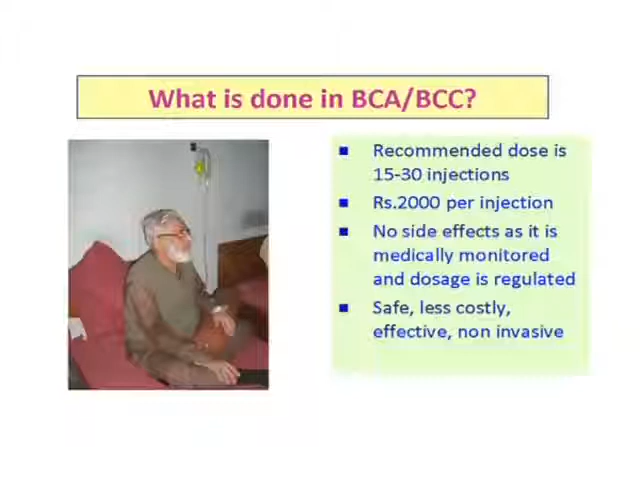 What is done in BCA/BCC?
Recommended dose is
15-30 injections
Rs.2000 per injection
No side effects as it is
medically monitored
and dosage is regulated
Safe, less costly,
effective, non invasive